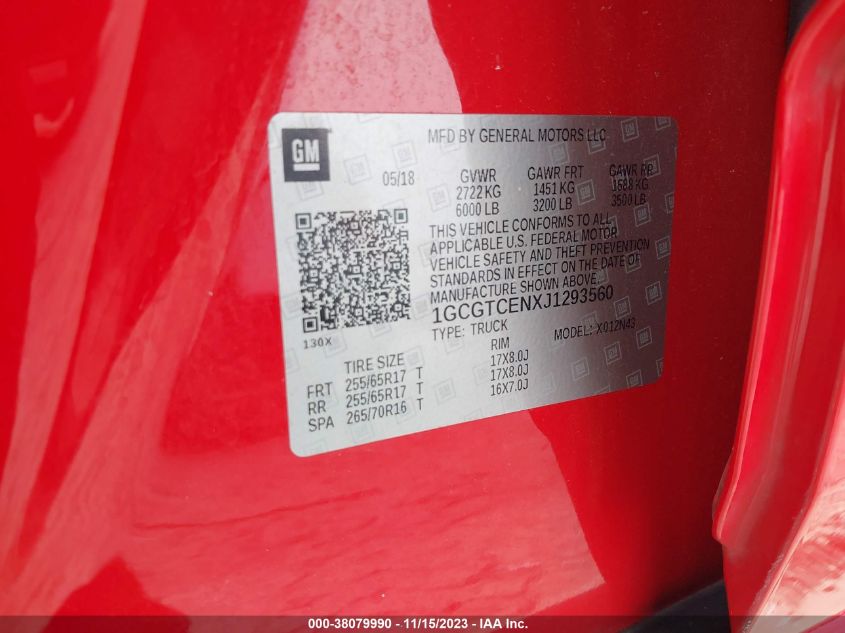 GM
MFD BY GENERAL MOTORS LLC
05/18 GVWR GAWR FRT GAWR RR
2722 KG 1451 KG 1588 KG
6000 LB 3200 LB 3500 LB
THIS VEHICLE CONFORMS TO ALL
APPLICABLE U.S. FEDERAL MOTOR
VEHICLE SAFETY AND THEFT PREVENTION
STANDARDS IN EFFECT ON THE DATE OF
MANUFACTURE SHOWN ABOVE.
1GCGTCENXJ1293560
TYPE: TRUCK MODEL: X012N43
130X
TIRE SIZE RIM
FRT 255/65R17 T 17X8.0J
RR 255/65R17 T 17X8.0J
SPA 265/70R16 T 16X7.0J
000-38079990 - 11/15/2023 - IAA Inc.